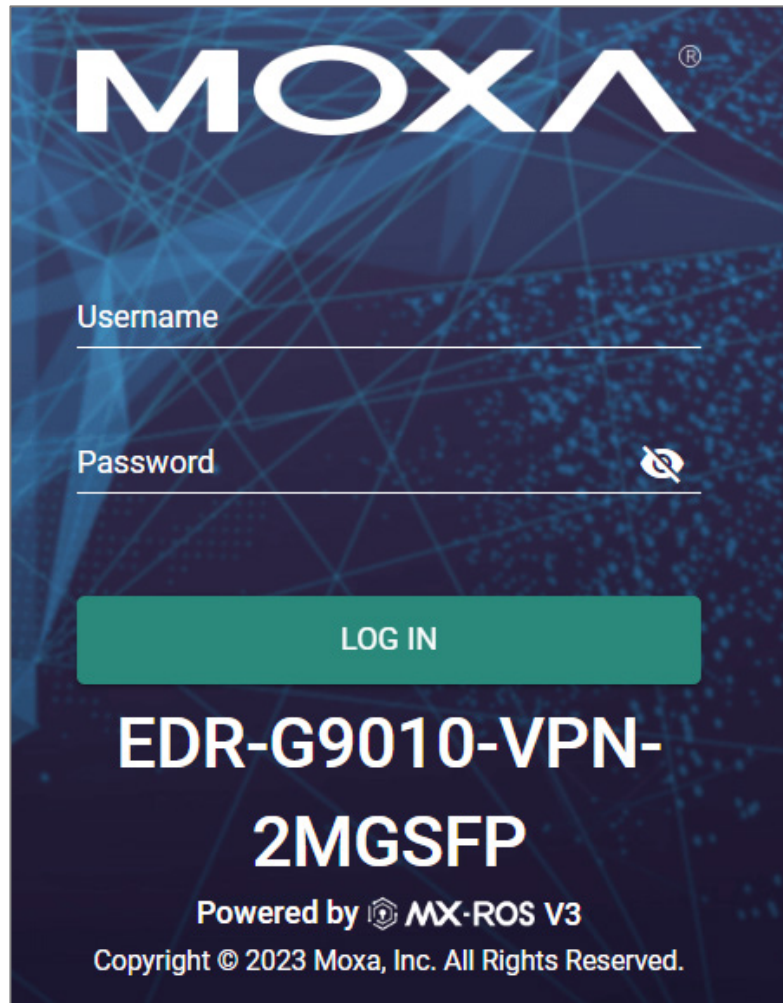 MOXA®
Username
Password
LOG IN
EDR-G9010-VPN-
2MGSFP
Powered by MX-ROS V3
Copyright © 2023 Moxa, Inc. All Rights Reserved.